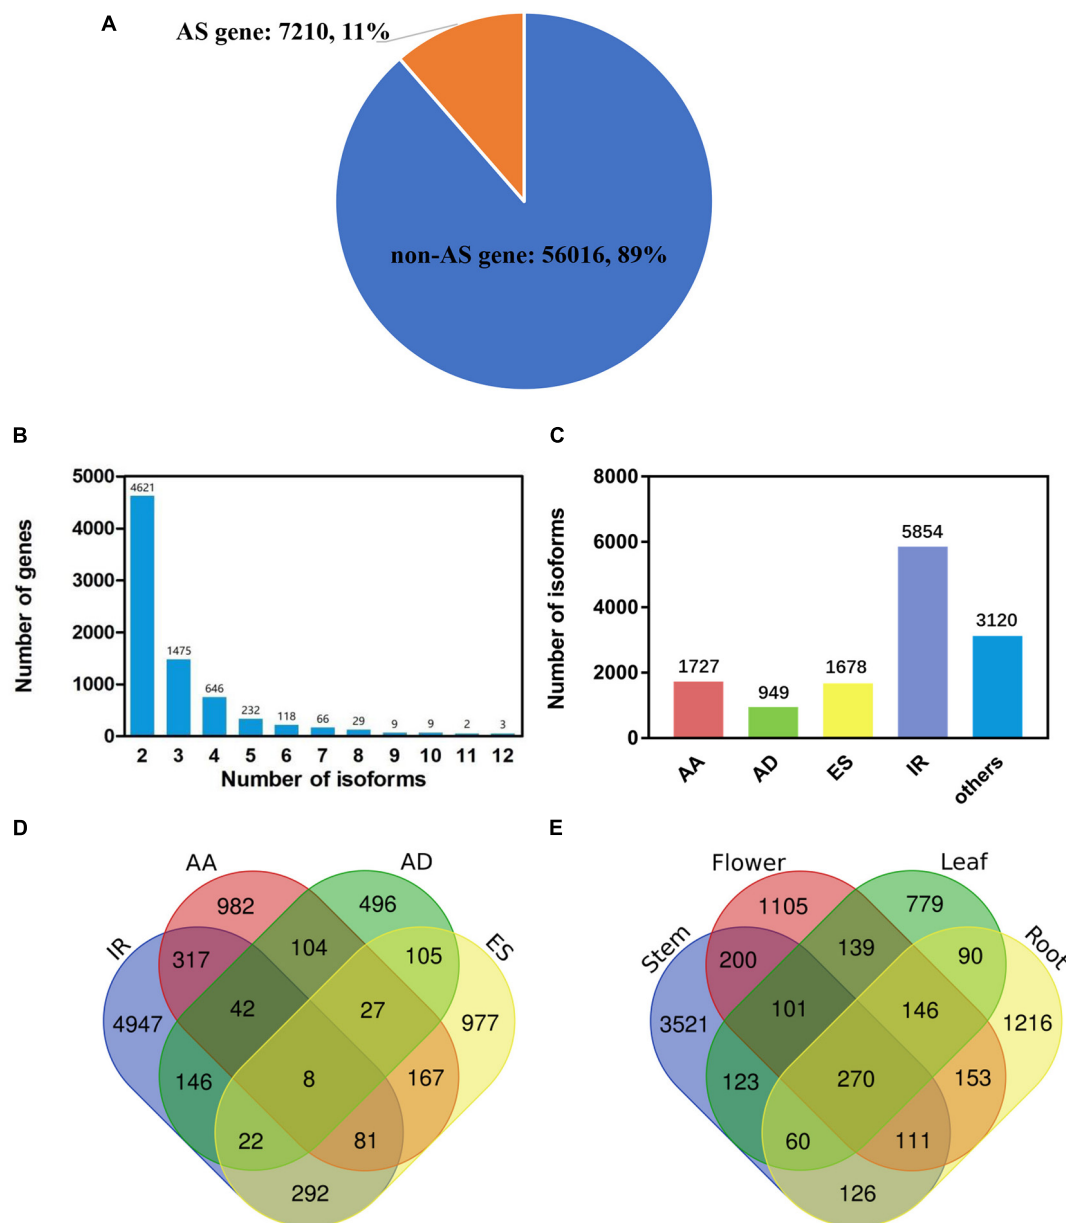 A
AS gene: 7210, 11%
non-AS gene: 56016, 89%
B
Number of genes
5000
4000
3000
2000
1000
0
4621
1475
646
232
118
66
29
9
9
2
3
2 3 4 5 6 7 8 9 10 11 12
Number of isoforms
C
Number of isoforms
8000
6000
4000
2000
0
1727
949
1678
5854
3120
AA
AD
ES
IR
others
D
AA
AD
IR
ES
982
496
317
104
105
4947
42
27
977
146
8
167
22
81
292
E
Flower
Leaf
Stem
Root
1105
779
200
139
90
3521
101
146
1216
123
270
153
60
111
126